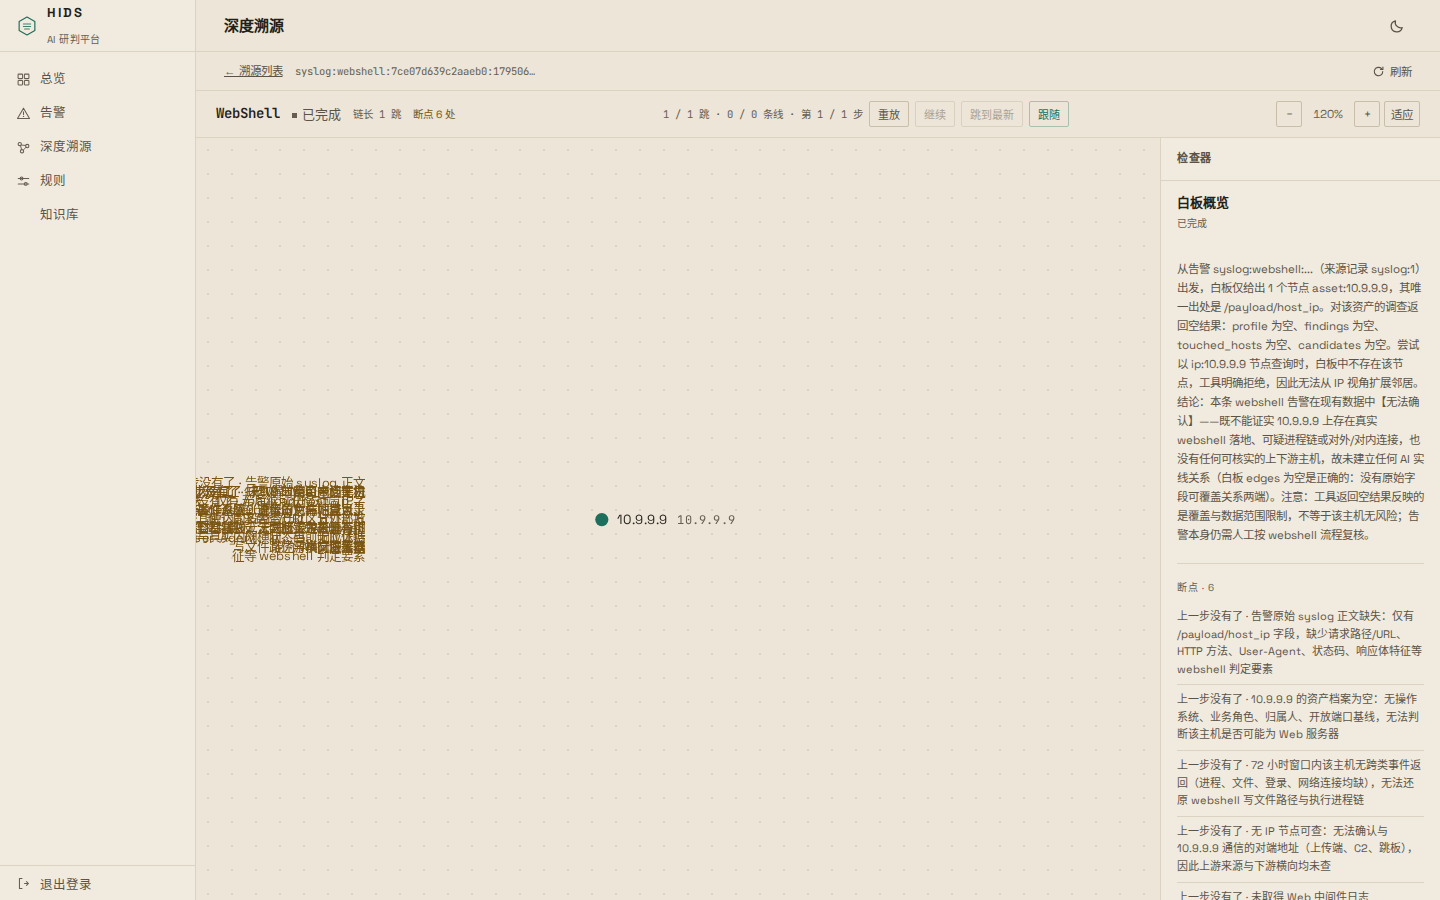 HIDS
AI 研判平台
总览
告警
深度溯源
规则
知识库
退出登录
深度溯源
← 溯源列表
syslog:webshell:7ce07d639c2aaeb0:179506…
刷新
WebShell
已完成
链长 1 跳
断点 6 处
1 / 1 跳 · 0 / 0 条线 · 第 1 / 1 步
重放
继续
跳到最新
跟随
－
120%
+
适应
没有了 · 告警原始 syslog 正文
征等 webshell 判定要素
10.9.9.9
10.9.9.9
检查器
白板概览
已完成
从告警 syslog:webshell:...（来源记录 syslog:1）
出发，白板仅给出 1 个节点 asset:10.9.9.9，其唯
一出处是 /payload/host_ip。对该资产的调查返
回空结果：profile 为空、findings 为空、
touched_hosts 为空、candidates 为空。尝试
以 ip:10.9.9.9 节点查询时，白板中不存在该节
点，工具明确拒绝，因此无法从 IP 视角扩展邻居。
结论：本条 webshell 告警在现有数据中【无法确
认】——既不能证实 10.9.9.9 上存在真实
webshell 落地、可疑进程链或对外/对内连接，也
没有任何可核实的上下游主机，故未建立任何 AI 实
线关系（白板 edges 为空是正确的：没有原始字
段可覆盖关系两端）。注意：工具返回空结果反映的
是覆盖与数据范围限制，不等于该主机无风险；告
警本身仍需人工按 webshell 流程复核。
断点 · 6
上一步没有了 · 告警原始 syslog 正文缺失：仅有
/payload/host_ip 字段，缺少请求路径/URL、
HTTP 方法、User-Agent、状态码、响应体特征等
webshell 判定要素
上一步没有了 · 10.9.9.9 的资产档案为空：无操作
系统、业务角色、归属人、开放端口基线，无法判
断该主机是否可能为 Web 服务器
上一步没有了 · 72 小时窗口内该主机无跨类事件返
回（进程、文件、登录、网络连接均缺），无法还
原 webshell 写文件路径与执行进程链
上一步没有了 · 无 IP 节点可查：无法确认与
10.9.9.9 通信的对端地址（上传端、C2、跳板），
因此上游来源与下游横向均未查
上一步没有了 · 未取得 Web 中间件日志